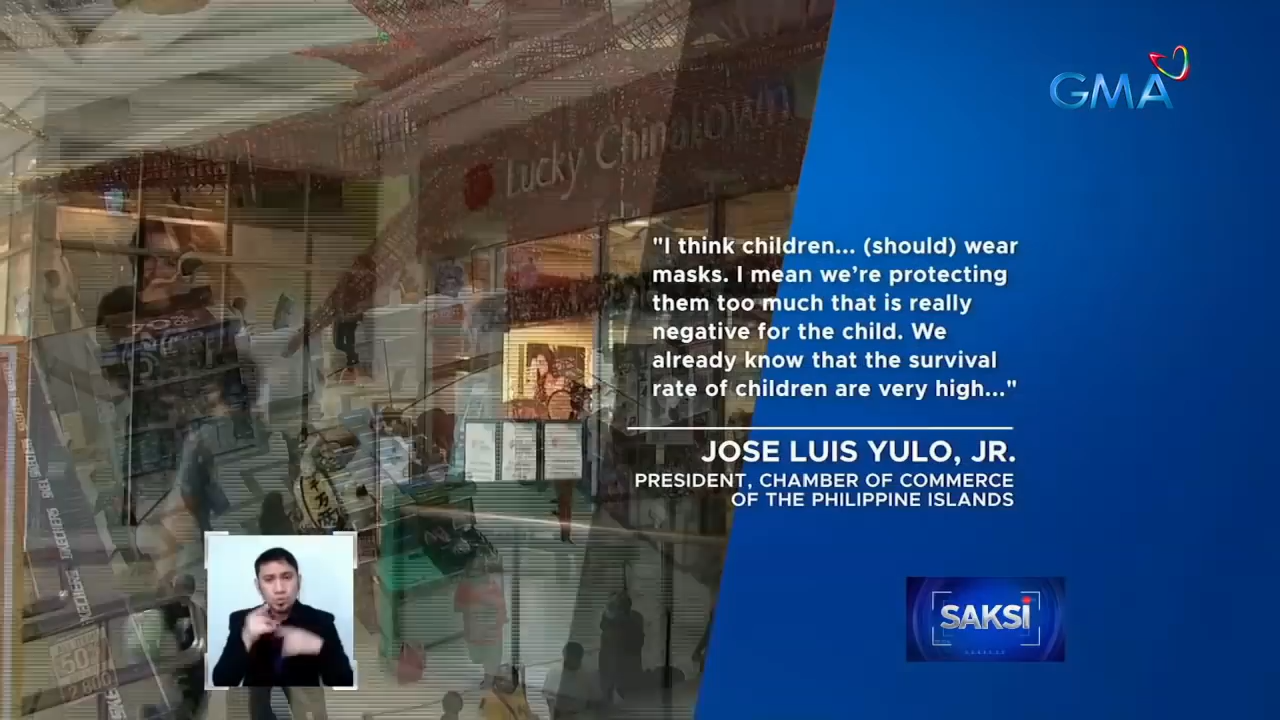 GMA
Lucky Chinatown
"I think children... (should) wear
masks. I mean we're protecting
them too much that is really
negative for the child. We
already know that the survival
rate of children are very high..."
JOSE LUIS YULO, JR.
PRESIDENT, CHAMBER OF COMMERCE
OF THE PHILIPPINE ISLANDS
SAKSI
SKECHERS
50%